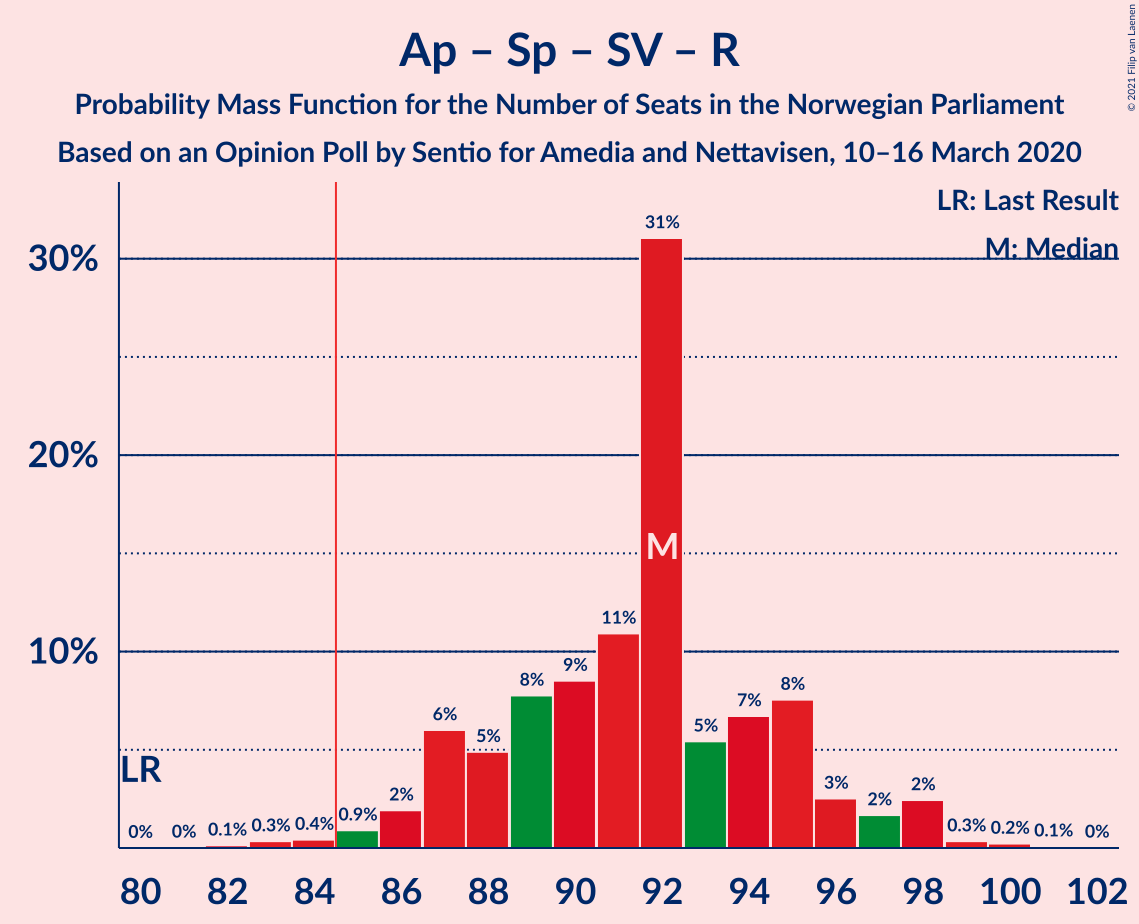 Ap – Sp – SV – R
Probability Mass Function for the Number of Seats in the Norwegian Parliament
Based on an Opinion Poll by Sentio for Amedia and Nettavisen, 10–16 March 2020
© 2021 Filip van Laenen
LR: Last Result
M: Median
30%
20%
10%
31%
M
LR
0% 0% 0.1% 0.3% 0.4% 0.9% 2% 6% 5% 8% 9% 11% 5% 7% 8% 3% 2% 2% 0.3% 0.2% 0.1% 0%
80 82 84 86 88 90 92 94 96 98 100 102